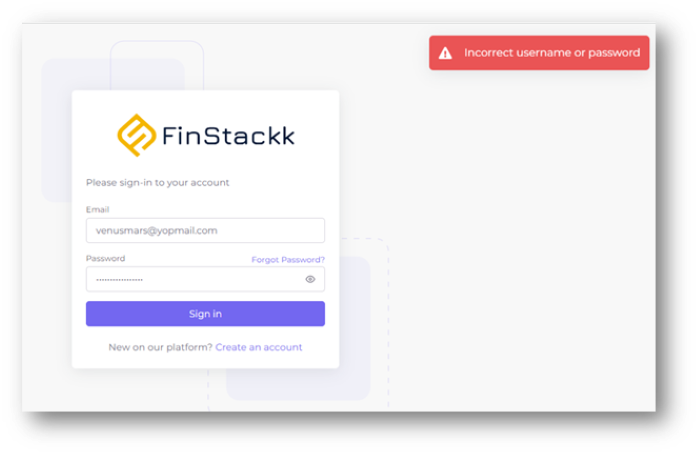 Incorrect username or password
FinStackk
Please sign-in to your account
Email
venusmars@yopmail.com
Password Forgot Password?
Sign in
New on our platform? Create an account